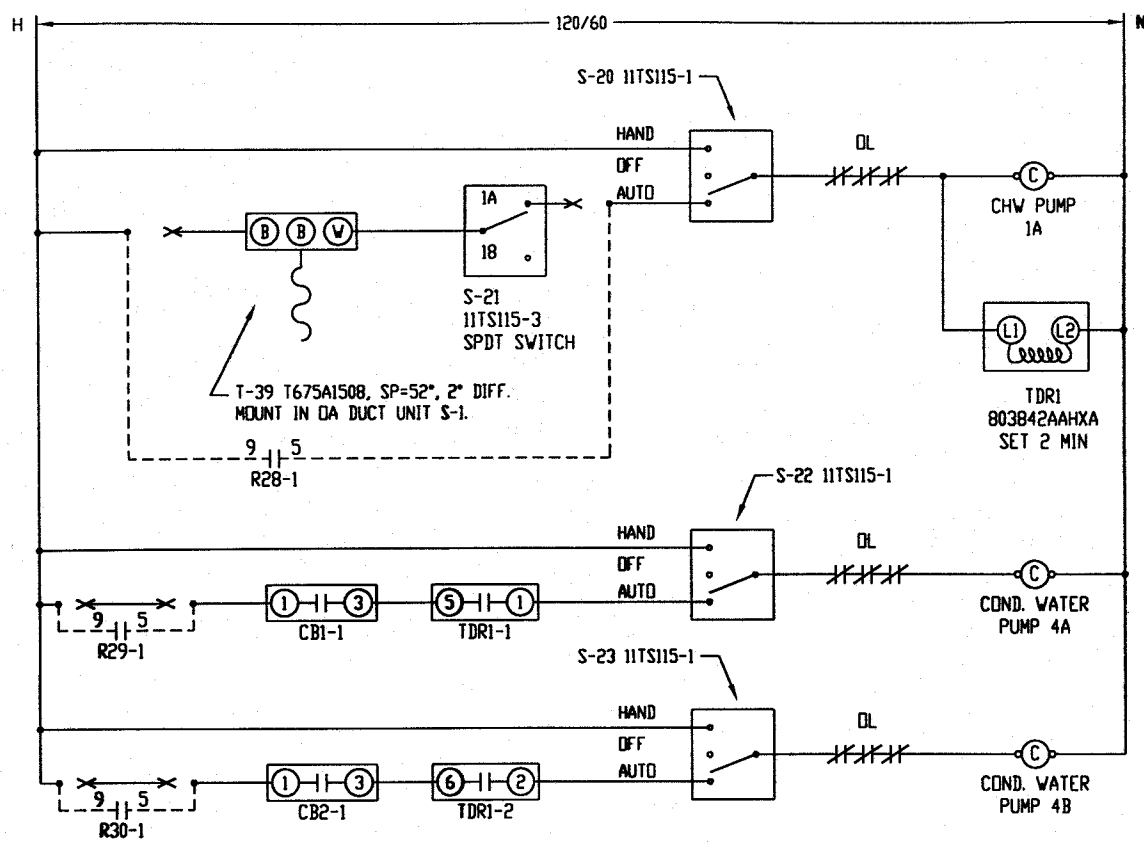 H 120/60 N
S-20 11TS115-1
HAND
OFF
AUTO
OL
C
CHW PUMP
1A
1A
18
B B W
S-21
11TS115-3
SPDT SWITCH
L1 L2
TDR1
803B42AAHXA
SET 2 MIN
T-39 T675A1508, SP=52°, 2° DIFF.
MOUNT IN OA DUCT UNIT S-1.
9 5
R28-1
S-22 11TS115-1
HAND
OFF
AUTO
OL
C
COND. WATER
PUMP 4A
9 5
R29-1
1 3
CB1-1
5 1
TDR1-1
S-23 11TS115-1
HAND
OFF
AUTO
OL
C
COND. WATER
PUMP 4B
9 5
R30-1
1 3
CB2-1
6 2
TDR1-2